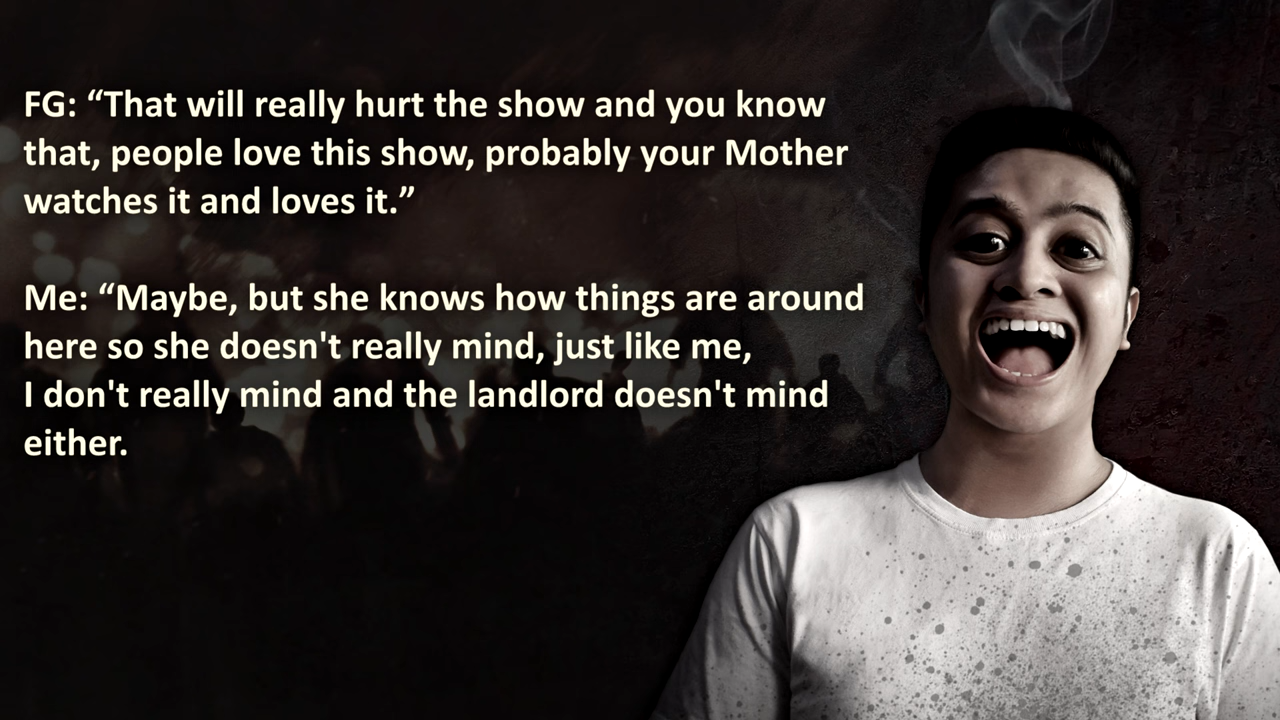 FG: “That will really hurt the show and you know
that, people love this show, probably your Mother
watches it and loves it.”
Me: “Maybe, but she knows how things are around
here so she doesn't really mind, just like me,
I don't really mind and the landlord doesn't mind
either.